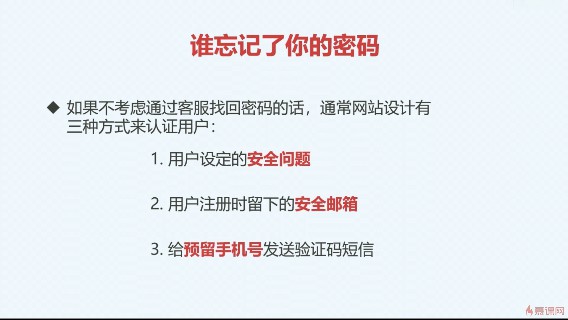 谁忘记了你的密码
◆ 如果不考虑通过客服找回密码的话，通常网站设计有
三种方式来认证用户：
1. 用户设定的安全问题
2. 用户注册时留下的安全邮箱
3. 给预留手机号发送验证码短信
慕课网